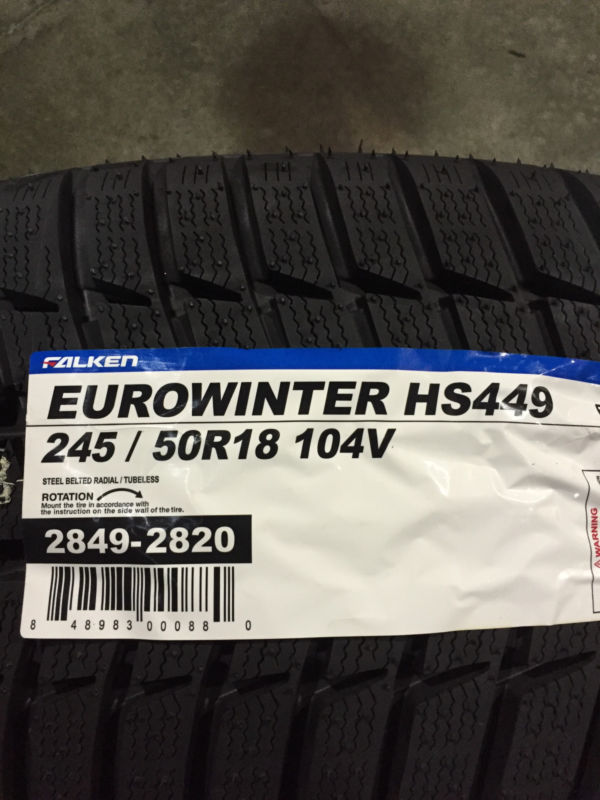 FALKEN
EUROWINTER HS449
245 / 50R18 104V
STEEL BELTED RADIAL / TUBELESS
ROTATION
Mount the tire in accordance with
the instruction on the side wall of the tire.
2849-2820
8 48983 00088 0
WARNING